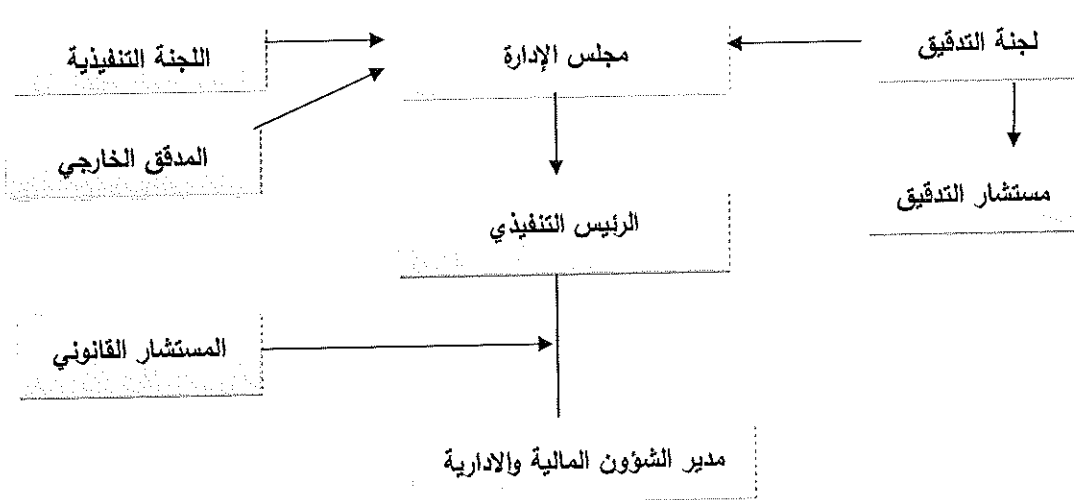 لجنة التدقيق
مجلس الإدارة
اللجنة التنفيذية
المدقق الخارجي
مستشار التدقيق
الرئيس التنفيذي
المستشار القانوني
مدير الشؤون المالية والادارية